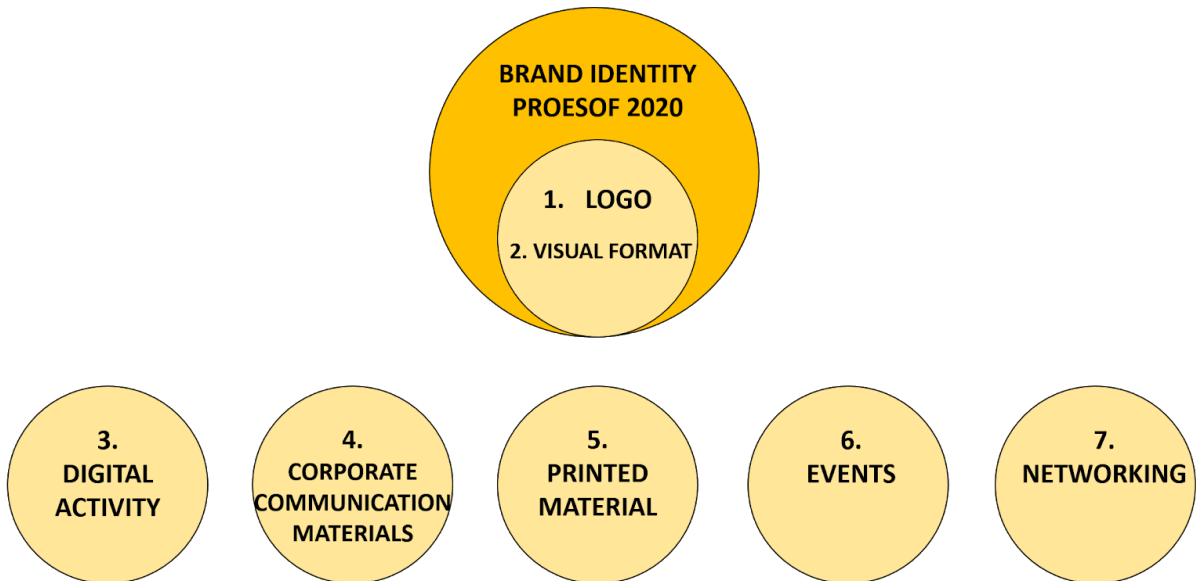 BRAND IDENTITY
PROESOF 2020
1. LOGO
2. VISUAL FORMAT
3.
DIGITAL
ACTIVITY
4.
CORPORATE
COMMUNICATION
MATERIALS
5.
PRINTED
MATERIAL
6.
EVENTS
7.
NETWORKING